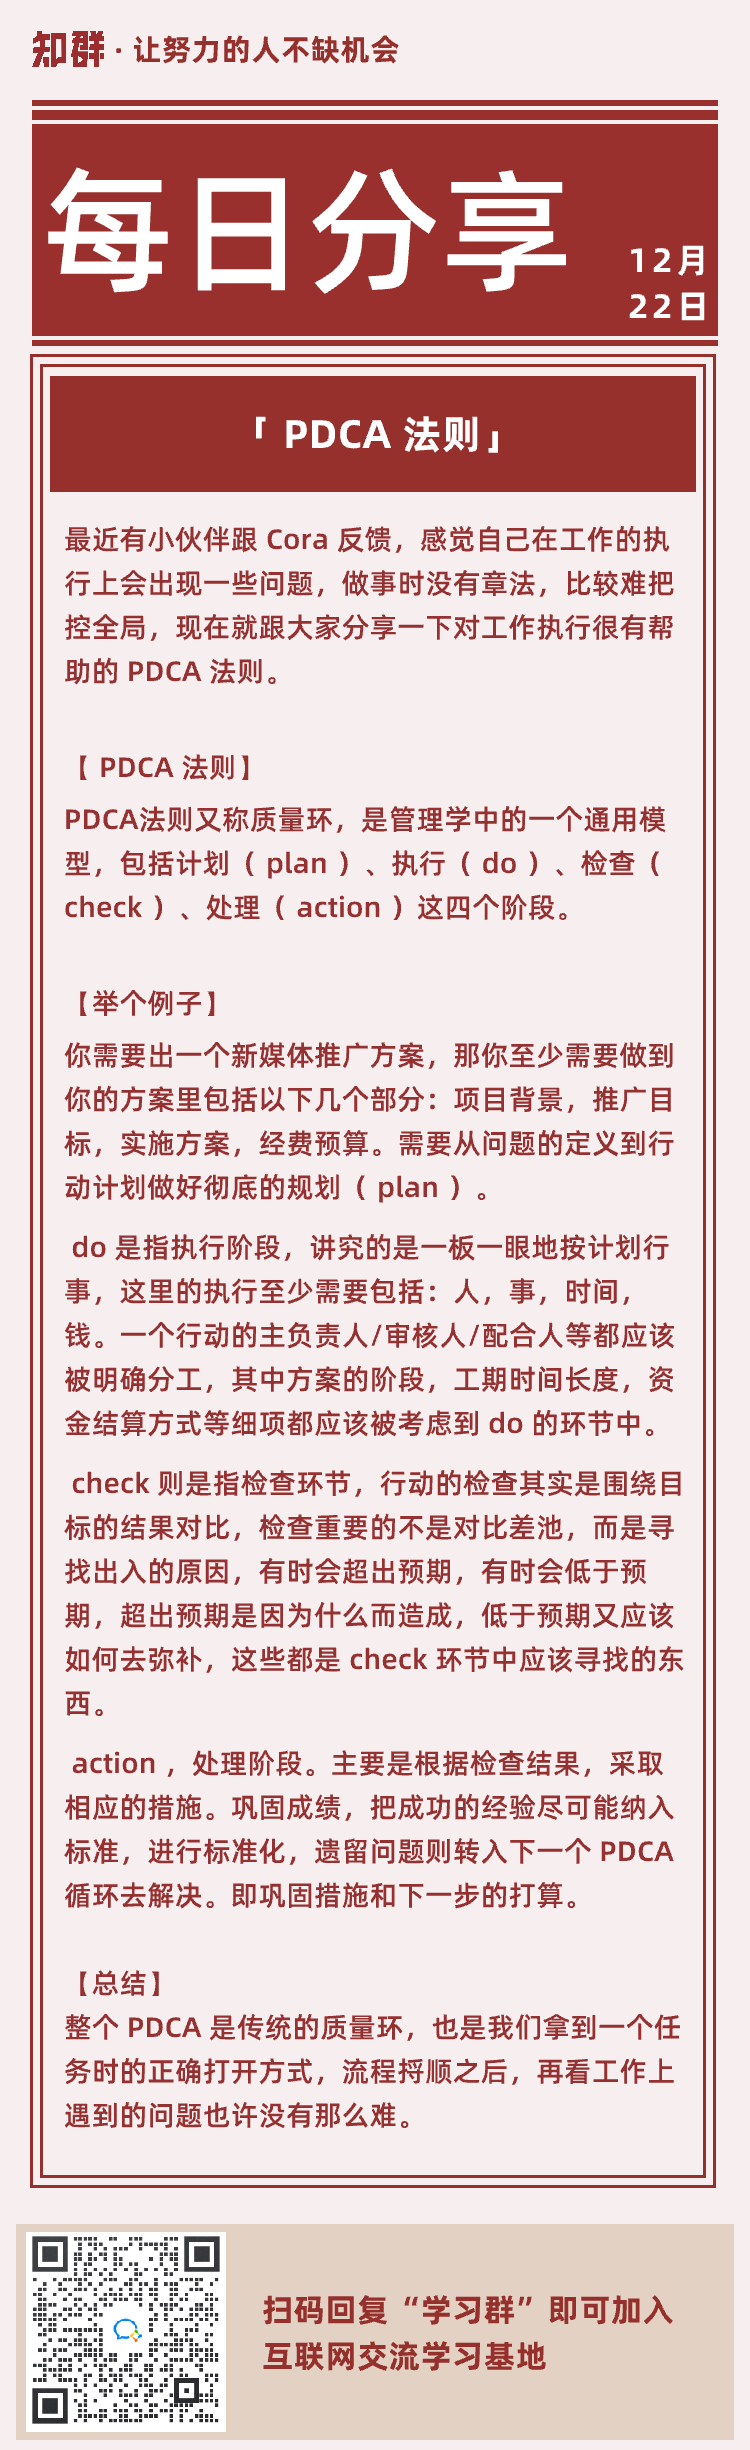 知群 · 让努力的人不缺机会
每日分享
12月
22日
「 PDCA 法则」
最近有小伙伴跟 Cora 反馈，感觉自己在工作的执
行上会出现一些问题，做事时没有章法，比较难把
控全局，现在就跟大家分享一下对工作执行很有帮
助的 PDCA 法则。
【 PDCA 法则】
PDCA法则又称质量环，是管理学中的一个通用模
型，包括计划（ plan ）、执行（ do ）、检查（
check ）、处理（ action ）这四个阶段。
【举个例子】
你需要出一个新媒体推广方案，那你至少需要做到
你的方案里包括以下几个部分：项目背景，推广目
标，实施方案，经费预算。需要从问题的定义到行
动计划做好彻底的规划（ plan ）。
do 是指执行阶段，讲究的是一板一眼地按计划行
事，这里的执行至少需要包括：人，事，时间，
钱。一个行动的主负责人/审核人/配合人等都应该
被明确分工，其中方案的阶段，工期时间长度，资
金结算方式等细项都应该被考虑到 do 的环节中。
check 则是指检查环节，行动的检查其实是围绕目
标的结果对比，检查重要的不是对比差池，而是寻
找出入的原因，有时会超出预期，有时会低于预
期，超出预期是因为什么而造成，低于预期又应该
如何去弥补，这些都是 check 环节中应该寻找的东
西。
action ，处理阶段。主要是根据检查结果，采取
相应的措施。巩固成绩，把成功的经验尽可能纳入
标准，进行标准化，遗留问题则转入下一个 PDCA
循环去解决。即巩固措施和下一步的打算。
【总结】
整个 PDCA 是传统的质量环，也是我们拿到一个任
务时的正确打开方式，流程捋顺之后，再看工作上
遇到的问题也许没有那么难。
扫码回复“学习群”即可加入
互联网交流学习基地